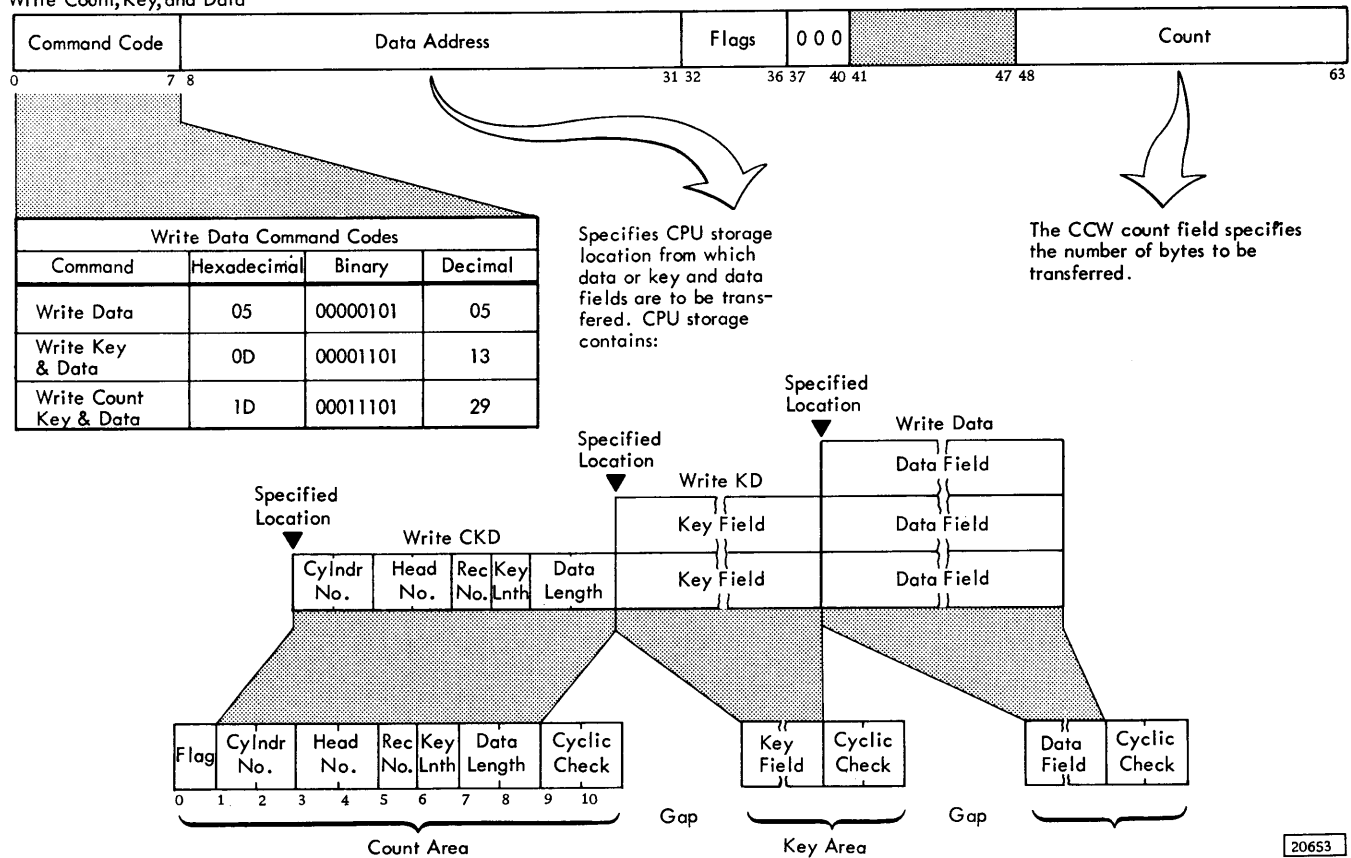 Write Count, Key, and Data
Command Code
Data Address
Flags
0 0 0
Count
0 7 8 31 32 36 37 40 41 47 48 63
Write Data Command Codes
Command Hexadecimal Binary Decimal
Write Data 05 00000101 05
Write Key
& Data
0D 00001101 13
Write Count
Key & Data
1D 00011101 29
Specifies CPU storage
location from which
data or key and data
fields are to be trans-
fered. CPU storage
contains:
The CCW count field specifies
the number of bytes to be
transferred.
Specified
Location
Write Data
Data Field
Specified
Location
Write KD
Key Field Data Field
Specified
Location
Write CKD
Cylndr
No.
Head
No.
Rec
No.
Key
Lnth
Data
Length
Key Field Data Field
Flag
Cylndr
No.
Head
No.
Rec
No.
Key
Lnth
Data
Length
Cyclic
Check
Key
Field
Cyclic
Check
Data
Field
Cyclic
Check
0 1 2 3 4 5 6 7 8 9 10
Count Area
Gap
Key Area
Gap
20653